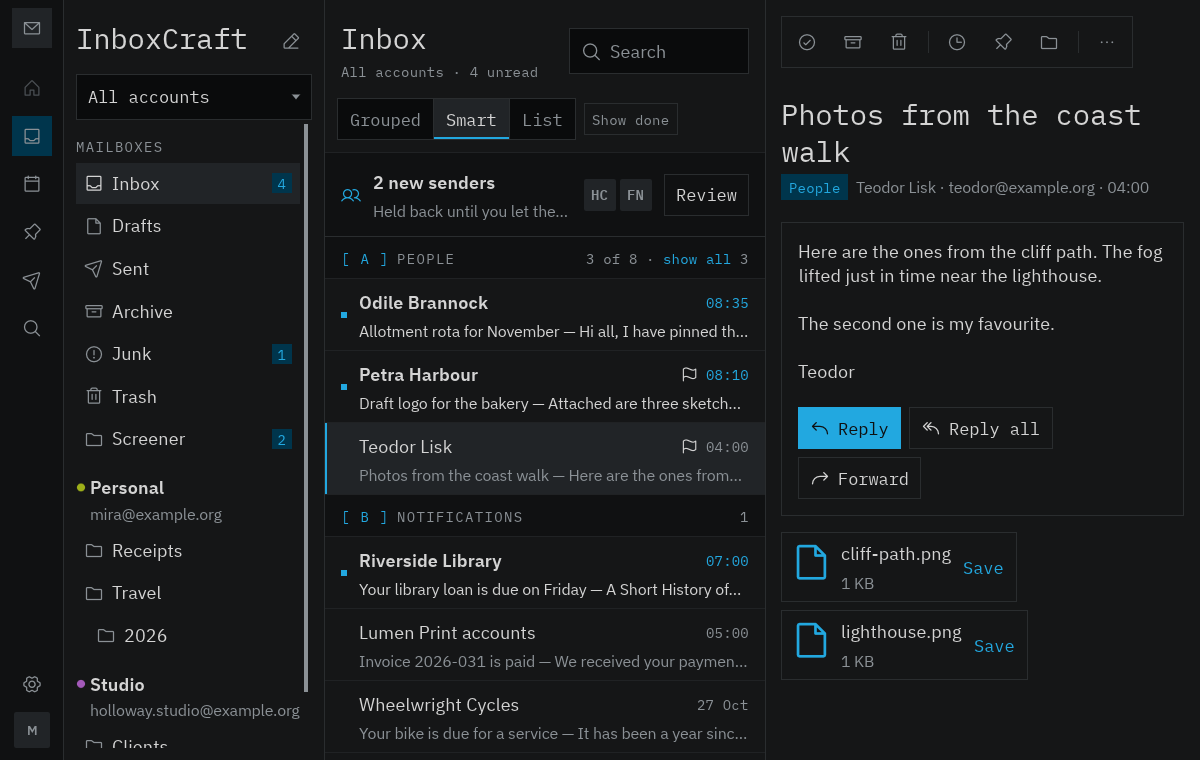 InboxCraft
All accounts
MAILBOXES
Inbox 4
Drafts
Sent
Archive
Junk 1
Trash
Screener 2
Personal
mira@example.org
Receipts
Travel
2026
Studio
holloway.studio@example.org
Clients
M
Inbox
All accounts · 4 unread
Search
Grouped Smart List Show done
2 new senders
Held back until you let the…
HC FN Review
[ A ] PEOPLE 3 of 8 · show all 3
Odile Brannock 08:35
Allotment rota for November — Hi all, I have pinned th…
Petra Harbour 08:10
Draft logo for the bakery — Attached are three sketch…
Teodor Lisk 04:00
Photos from the coast walk — Here are the ones from…
[ B ] NOTIFICATIONS 1
Riverside Library 07:00
Your library loan is due on Friday — A Short History of…
Lumen Print accounts 05:00
Invoice 2026-031 is paid — We received your paymen…
Wheelwright Cycles 27 Oct
Your bike is due for a service — It has been a year sinc…
Photos from the coast
walk
People Teodor Lisk · teodor@example.org · 04:00
Here are the ones from the cliff path. The fog
lifted just in time near the lighthouse.
The second one is my favourite.
Teodor
Reply Reply all
Forward
cliff-path.png
1 KB
Save
lighthouse.png
1 KB
Save